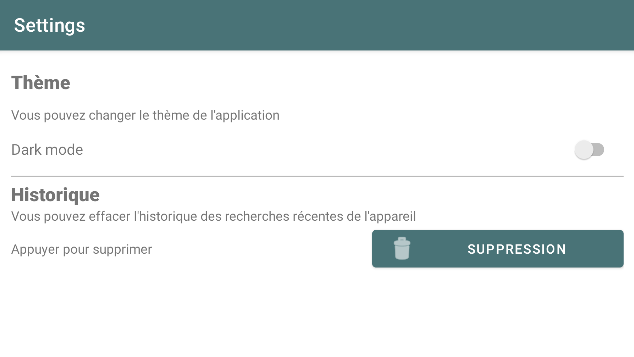 Settings
Thème
Vous pouvez changer le thème de l'application
Dark mode
Historique
Vous pouvez effacer l'historique des recherches récentes de l'appareil
Appuyer pour supprimer
SUPPRESSION